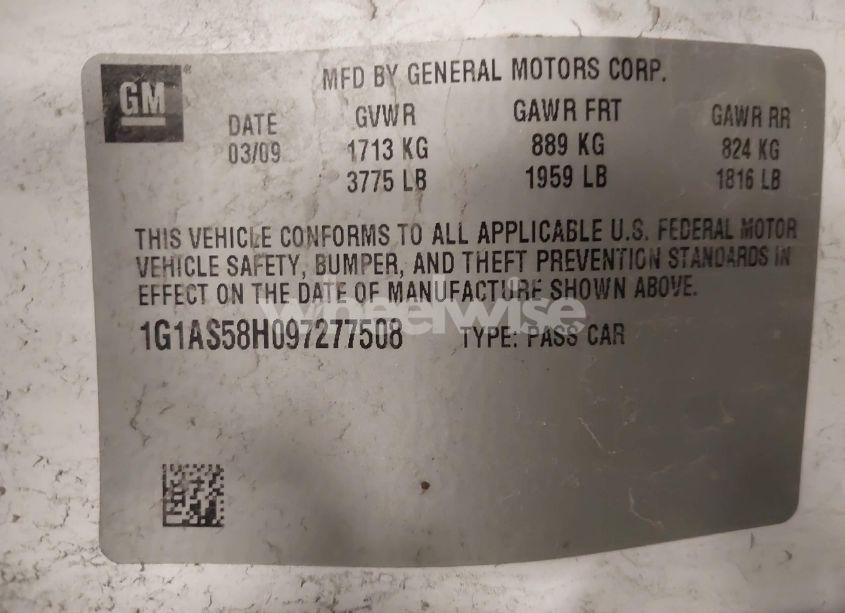 GM
MFD BY GENERAL MOTORS CORP.
DATE GVWR GAWR FRT GAWR RR
03/09 1713 KG 889 KG 824 KG
3775 LB 1959 LB 1816 LB
THIS VEHICLE CONFORMS TO ALL APPLICABLE U.S. FEDERAL MOTOR
VEHICLE SAFETY, BUMPER, AND THEFT PREVENTION STANDARDS IN
EFFECT ON THE DATE OF MANUFACTURE SHOWN ABOVE.
wheelwise
1G1AS58H097277508 TYPE: PASS CAR